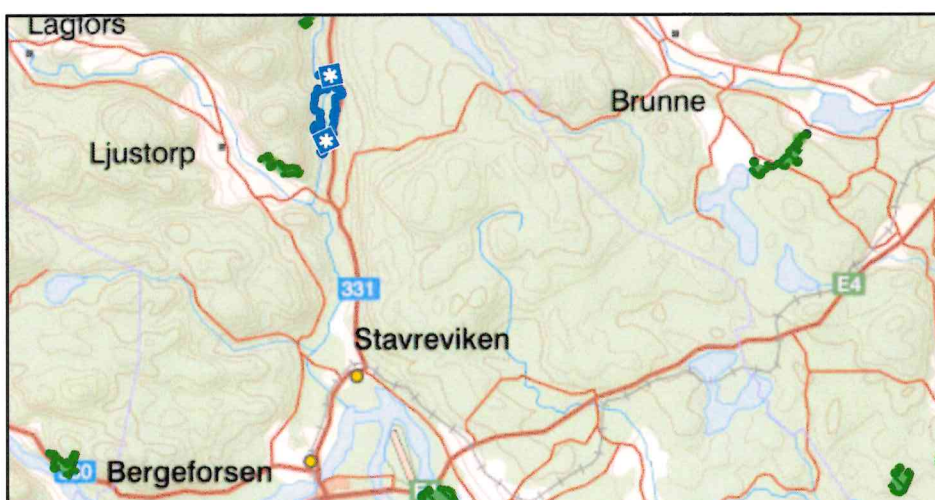 Lagfors
Brunne
Ljustorp
331
E4
Stavreviken
Bergeforsen